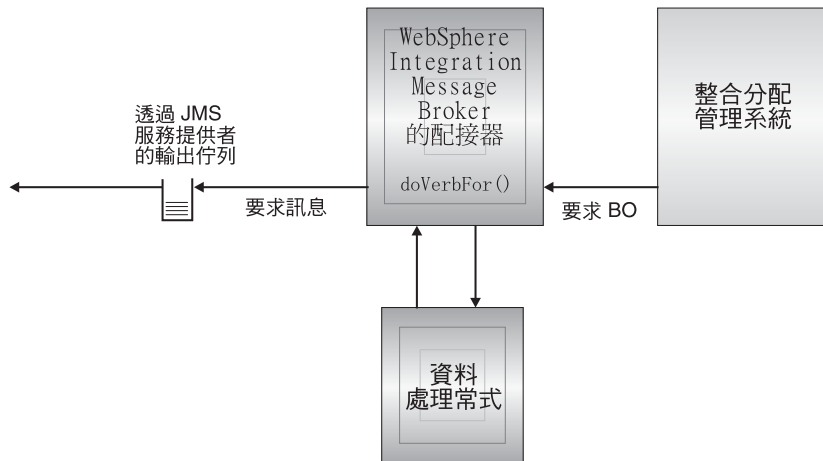 WebSphere
Integration
Message
Broker
的配接器
doVerbFor()
整合分配
管理系統
透過 JMS
服務提供者
的輸出佇列
要求訊息
要求 BO
資料
處理常式